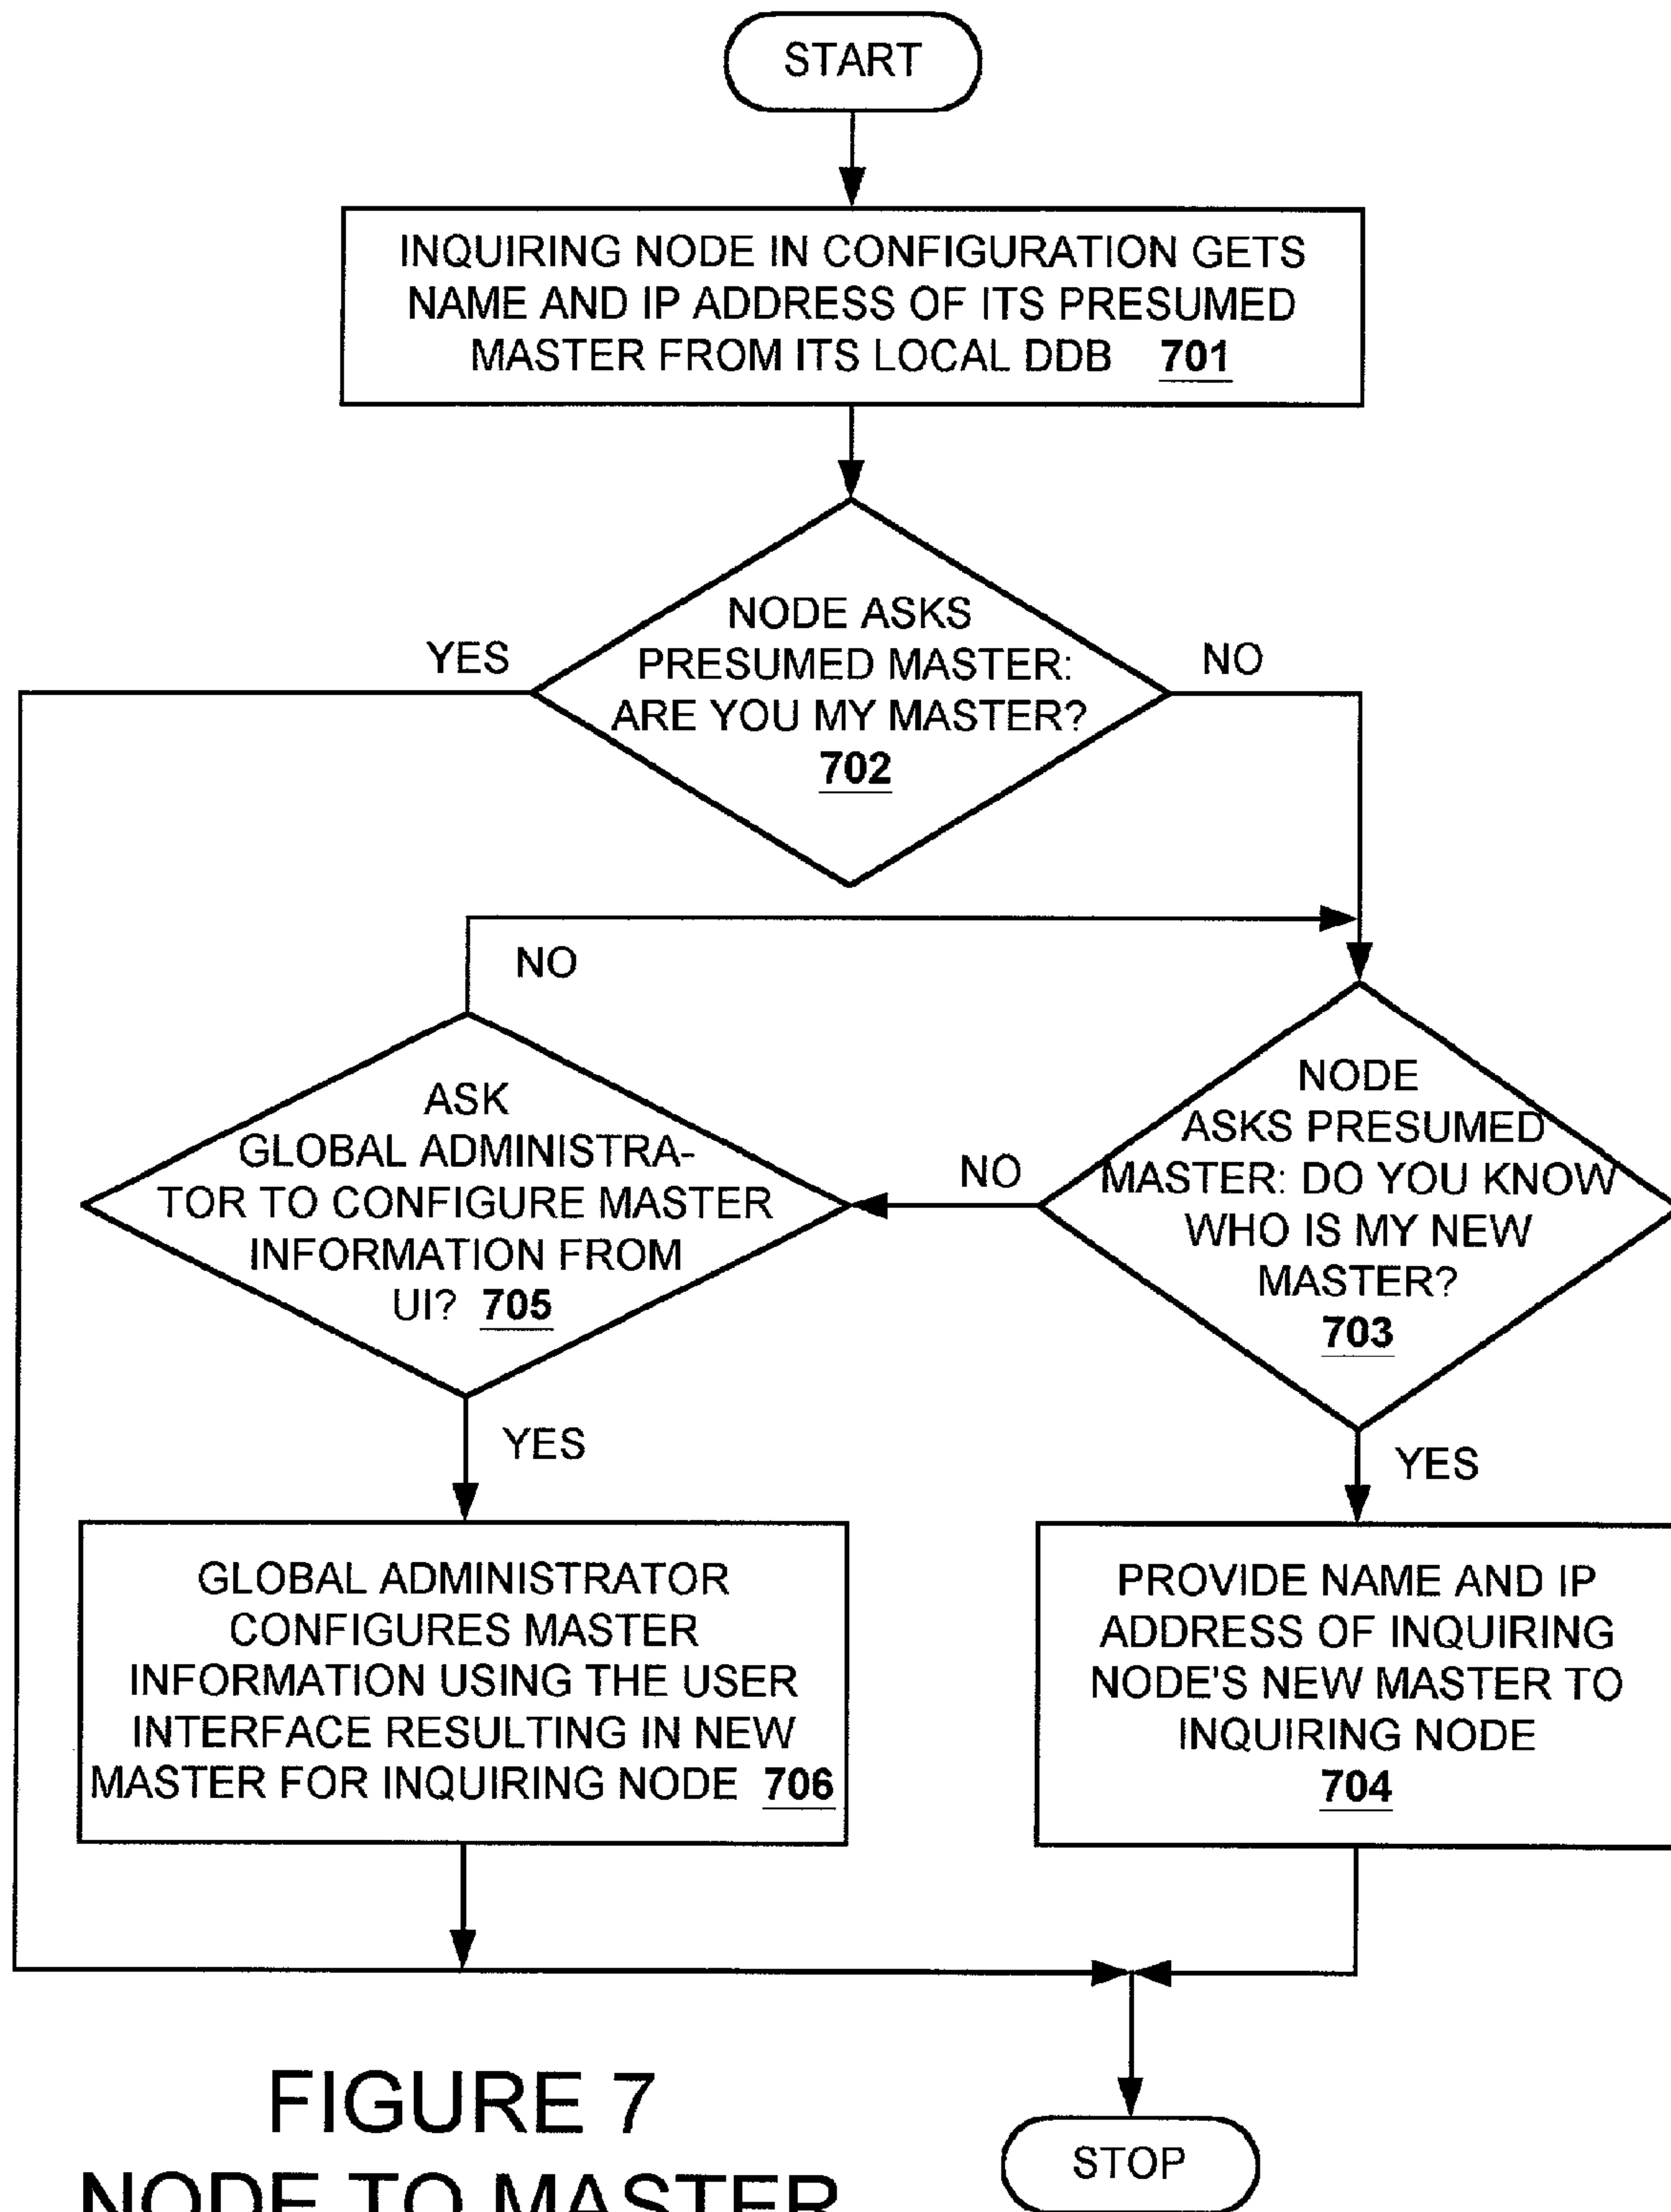 START
INQUIRING NODE IN CONFIGURATION GETS
NAME AND IP ADDRESS OF ITS PRESUMED
MASTER FROM ITS LOCAL DDB 701
NODE ASKS
PRESUMED MASTER:
ARE YOU MY MASTER?
702
YES
NO
NO
ASK
GLOBAL ADMINISTRA-
TOR TO CONFIGURE MASTER
INFORMATION FROM
UI? 705
NO
NODE
ASKS PRESUMED
MASTER: DO YOU KNOW
WHO IS MY NEW
MASTER?
703
YES
YES
GLOBAL ADMINISTRATOR
CONFIGURES MASTER
INFORMATION USING THE USER
INTERFACE RESULTING IN NEW
MASTER FOR INQUIRING NODE 706
PROVIDE NAME AND IP
ADDRESS OF INQUIRING
NODE'S NEW MASTER TO
INQUIRING NODE
704
STOP
FIGURE 7
NODE TO MASTER